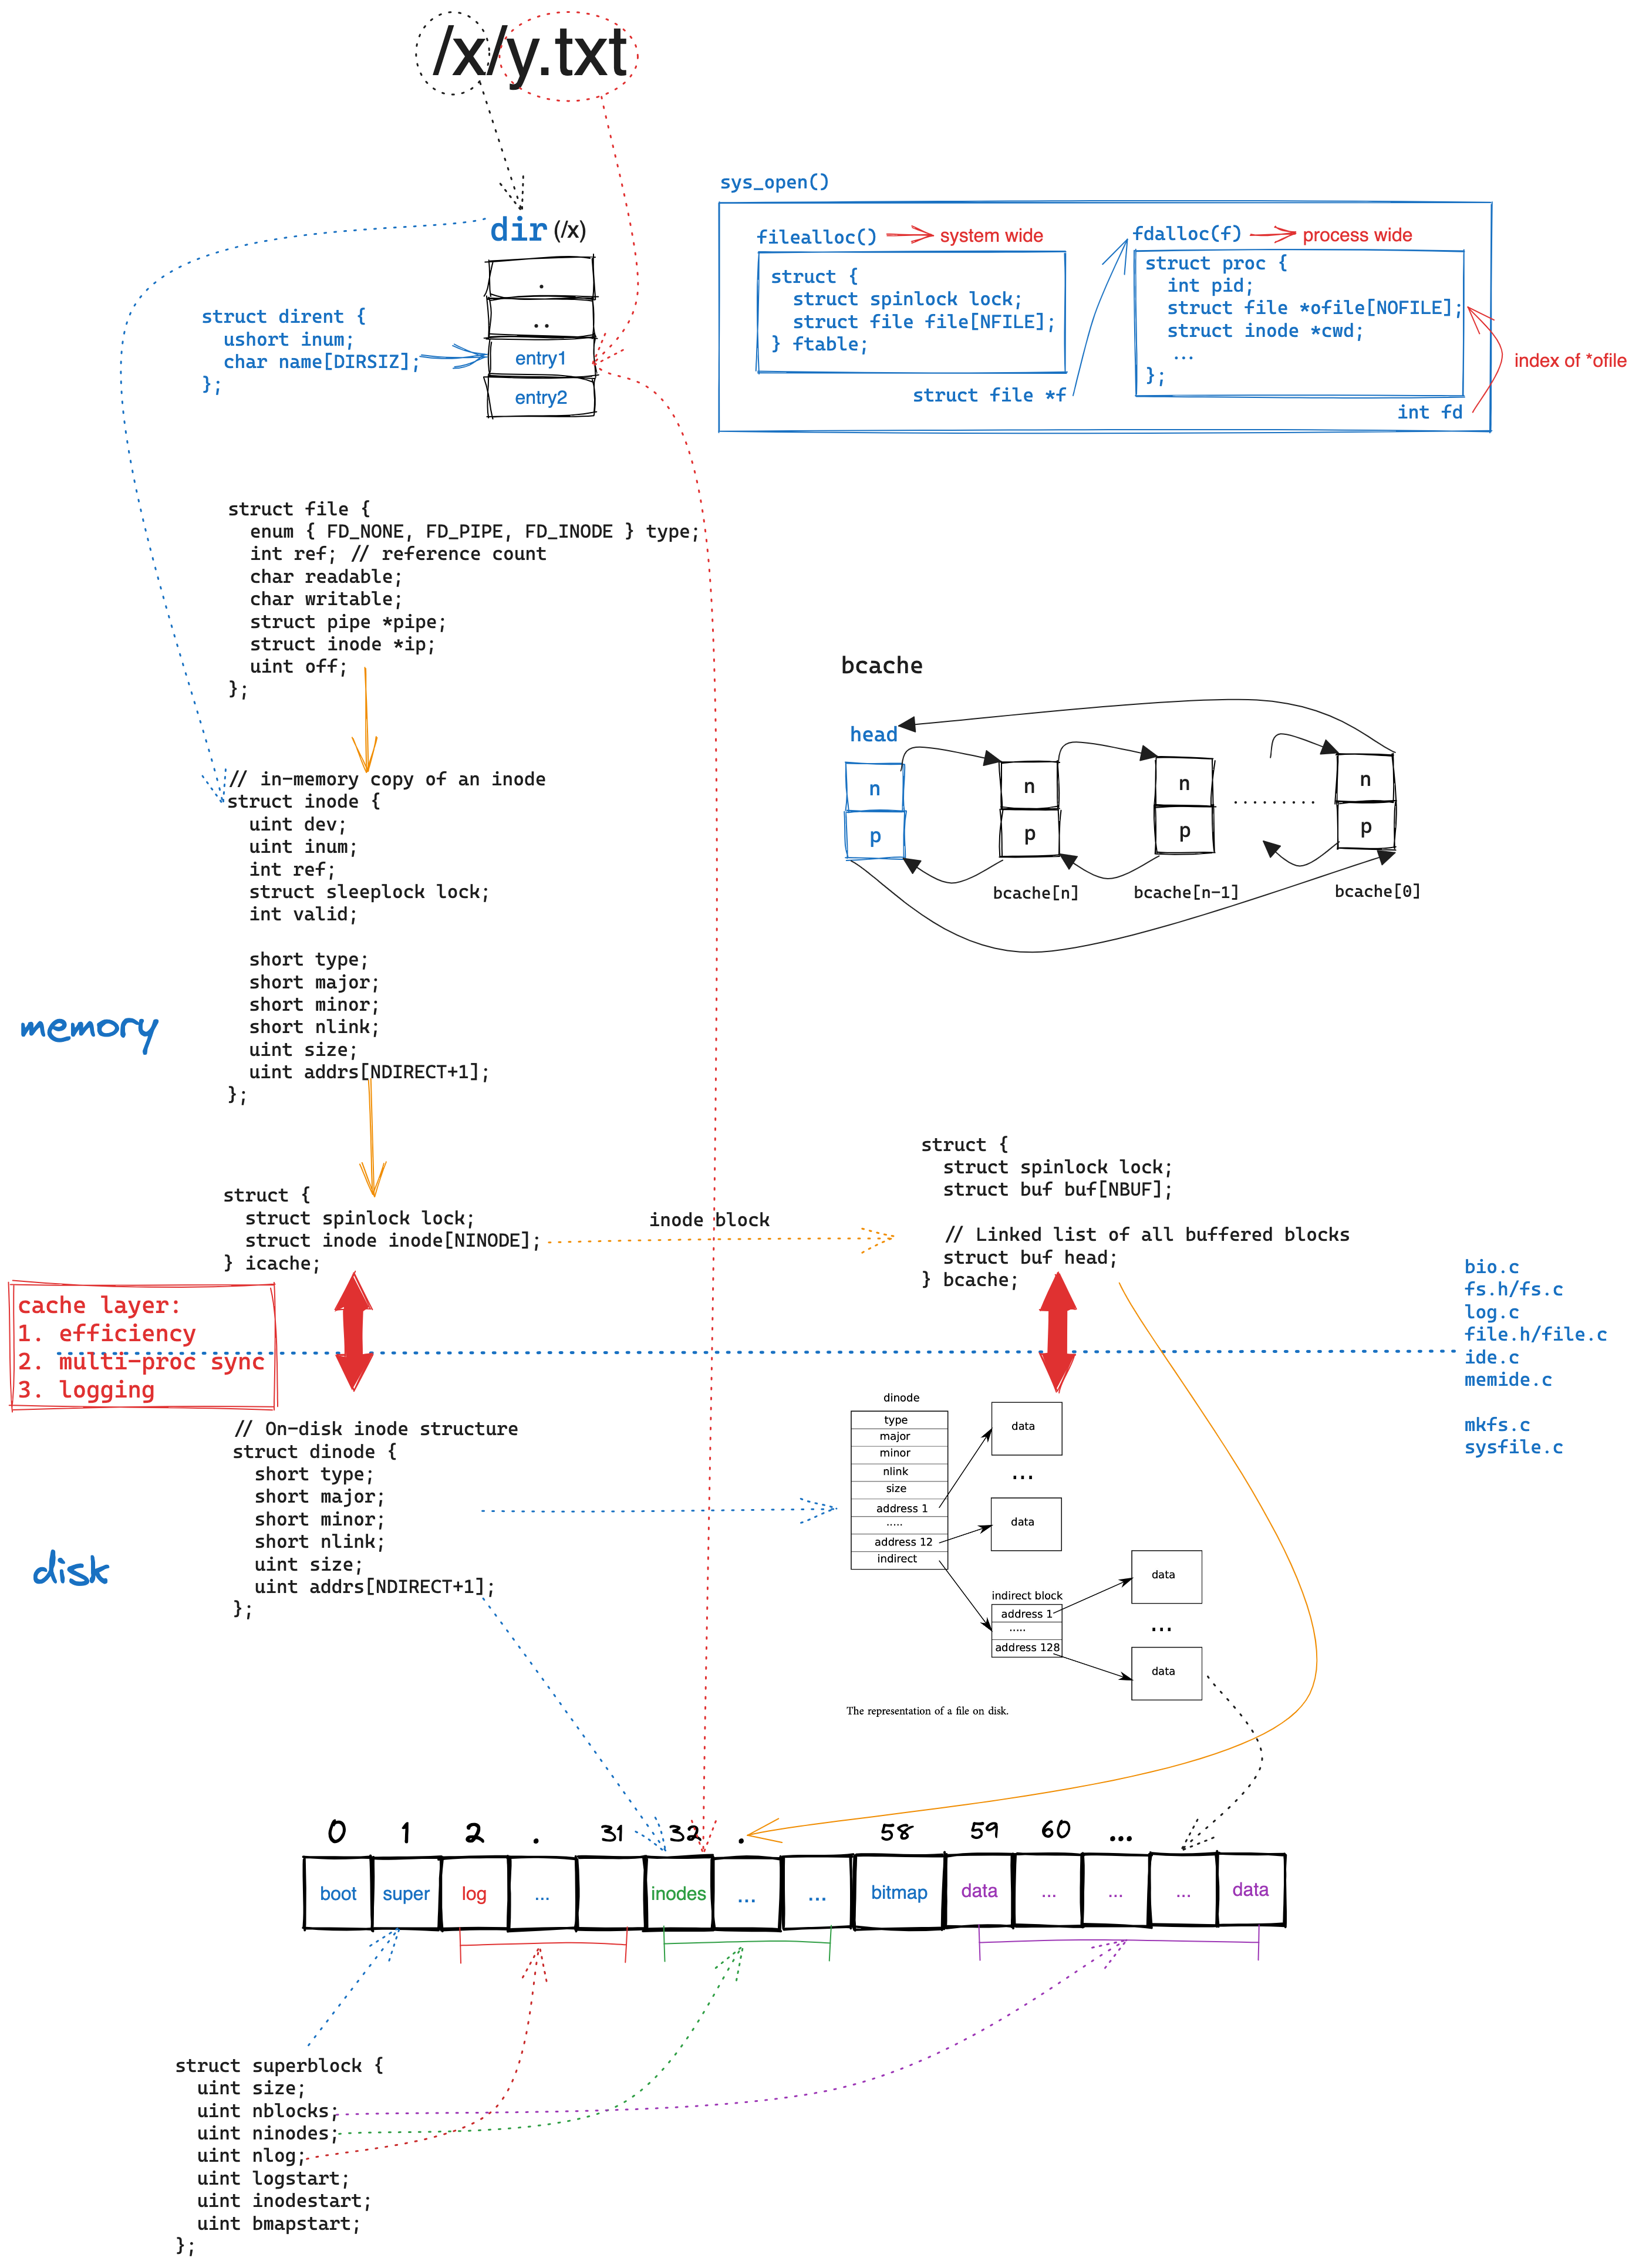 /x/y.txt
dir (/x)
.
..
entry1
entry2
struct dirent {
ushort inum;
char name[DIRSIZ];
};
sys_open()
filealloc()
system wide
struct {
struct spinlock lock;
struct file file[NFILE];
} ftable;
struct file *f
fdalloc(f)
process wide
struct proc {
int pid;
struct file *ofile[NOFILE];
struct inode *cwd;
...
};
int fd
index of *ofile
struct file {
enum { FD_NONE, FD_PIPE, FD_INODE } type;
int ref; // reference count
char readable;
char writable;
struct pipe *pipe;
struct inode *ip;
uint off;
};
bcache
head
n
p
n
p
n
p
.........
n
p
bcache[n]
bcache[n-1]
bcache[0]
// in-memory copy of an inode
struct inode {
uint dev;
uint inum;
int ref;
struct sleeplock lock;
int valid;
short type;
short major;
short minor;
short nlink;
uint size;
uint addrs[NDIRECT+1];
};
memory
struct {
struct spinlock lock;
struct inode inode[NINODE];
} icache;
inode block
struct {
struct spinlock lock;
struct buf buf[NBUF];
// Linked list of all buffered blocks
struct buf head;
} bcache;
cache layer:
1. efficiency
2. multi-proc sync
3. logging
bio.c
fs.h/fs.c
log.c
file.h/file.c
ide.c
memide.c
mkfs.c
sysfile.c
// On-disk inode structure
struct dinode {
short type;
short major;
short minor;
short nlink;
uint size;
uint addrs[NDIRECT+1];
};
disk
dinode
type
major
minor
nlink
size
address 1
.....
address 12
indirect
data
...
data
indirect block
address 1
.....
address 128
data
...
data
The representation of a file on disk.
0 1 2 . 31 32 . 58 59 60 ...
boot super log ... inodes ... ... bitmap data ... ... ... data
struct superblock {
uint size;
uint nblocks;
uint ninodes;
uint nlog;
uint logstart;
uint inodestart;
uint bmapstart;
};